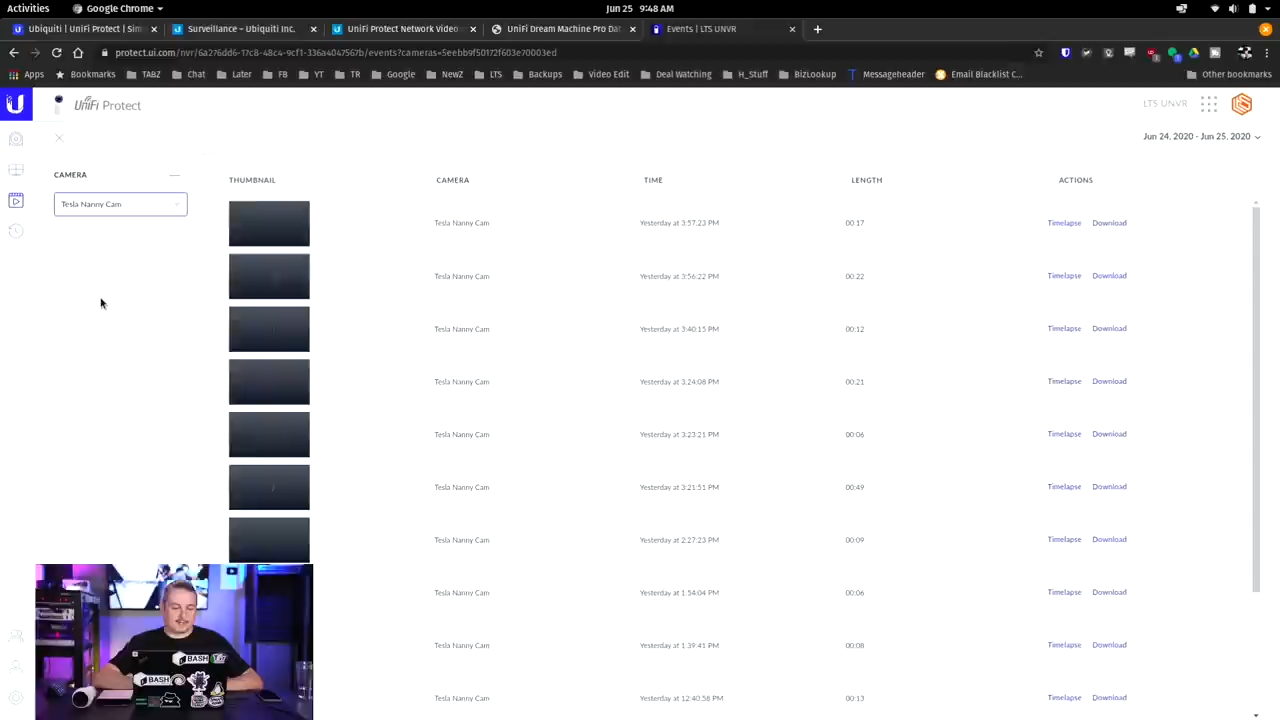 Activities Google Chrome Jun 25 9:48 AM
Ubiquiti | UniFi Protect | Sim Surveillance – Ubiquiti Inc. UniFi Protect Network Video UniFi Dream Machine Pro Dat Events | LTS UNVR
protect.ui.com/nvr/6a276dd6-17c8-48c4-9cf1-336a4047567b/events?cameras=5eebb9f50172f603e70003ed
Apps Bookmarks TABZ Chat Later FB YT TR Google NewZ LTS Backups Video Edit Deal Watching H_Stuff BizLookup Messageheader Email Blacklist C... Other bookmarks
UniFi Protect LTS UNVR
Jun 24, 2020 - Jun 25, 2020
CAMERA
Tesla Nanny Cam
THUMBNAIL CAMERA TIME LENGTH ACTIONS
Tesla Nanny Cam Yesterday at 3:57:23 PM 00:17 Timelapse Download
Tesla Nanny Cam Yesterday at 3:56:22 PM 00:22 Timelapse Download
Tesla Nanny Cam Yesterday at 3:40:15 PM 00:12 Timelapse Download
Tesla Nanny Cam Yesterday at 3:24:08 PM 00:21 Timelapse Download
Tesla Nanny Cam Yesterday at 3:23:21 PM 00:06 Timelapse Download
Tesla Nanny Cam Yesterday at 3:21:51 PM 00:49 Timelapse Download
Tesla Nanny Cam Yesterday at 2:27:23 PM 00:09 Timelapse Download
Tesla Nanny Cam Yesterday at 1:54:04 PM 00:06 Timelapse Download
Tesla Nanny Cam Yesterday at 1:39:41 PM 00:08 Timelapse Download
Tesla Nanny Cam Yesterday at 12:40:58 PM 00:13 Timelapse Download
BASH
BASH